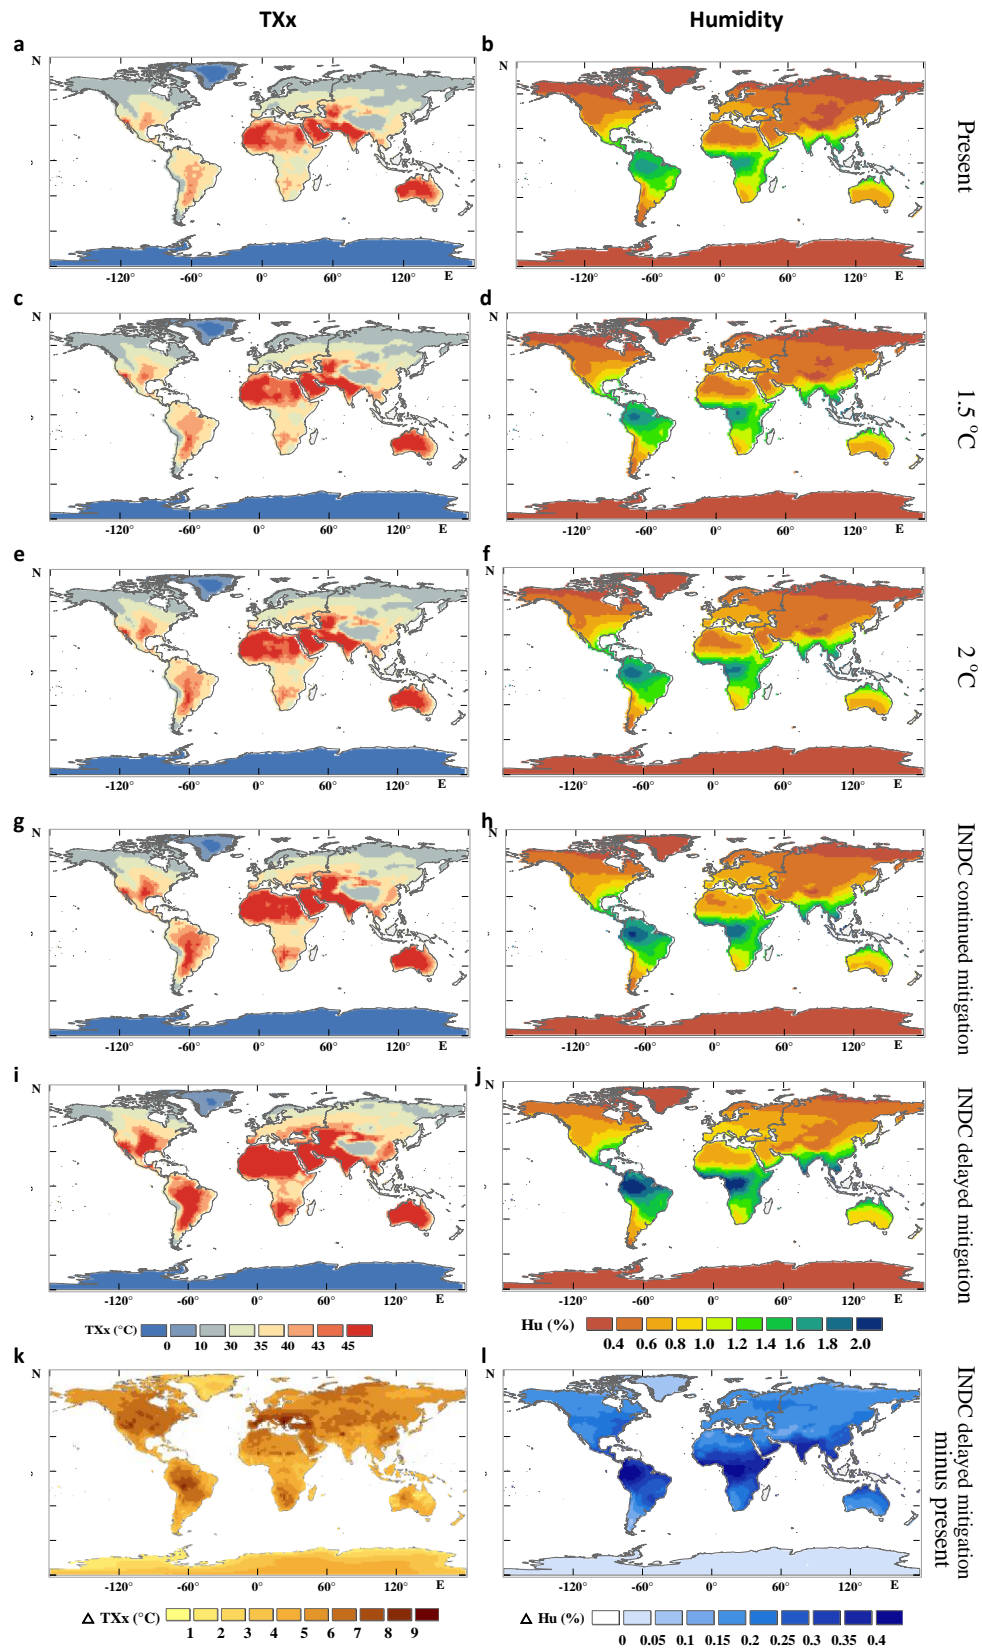 TXx Humidity
a b
N N
-120° -60° 0° 60° 120° E
-120° -60° 0° 60° 120° E
Present
c d
N N
-120° -60° 0° 60° 120° E
-120° -60° 0° 60° 120° E
1.5 °C
e f
N N
-120° -60° 0° 60° 120° E
-120° -60° 0° 60° 120° E
2 °C
g h
N N
-120° -60° 0° 60° 120° E
-120° -60° 0° 60° 120° E
INDC continued mitigation
i j
N N
-120° -60° 0° 60° 120° E
-120° -60° 0° 60° 120° E
INDC delayed mitigation
TXx (°C) 0 10 30 35 40 43 45
Hu (%) 0.4 0.6 0.8 1.0 1.2 1.4 1.6 1.8 2.0
k l
N N
-120° -60° 0° 60° 120° E
-120° -60° 0° 60° 120° E
INDC delayed mitigation
minus present
Δ TXx (°C) 1 2 3 4 5 6 7 8 9
Δ Hu (%) 0 0.05 0.1 0.15 0.2 0.25 0.3 0.35 0.4